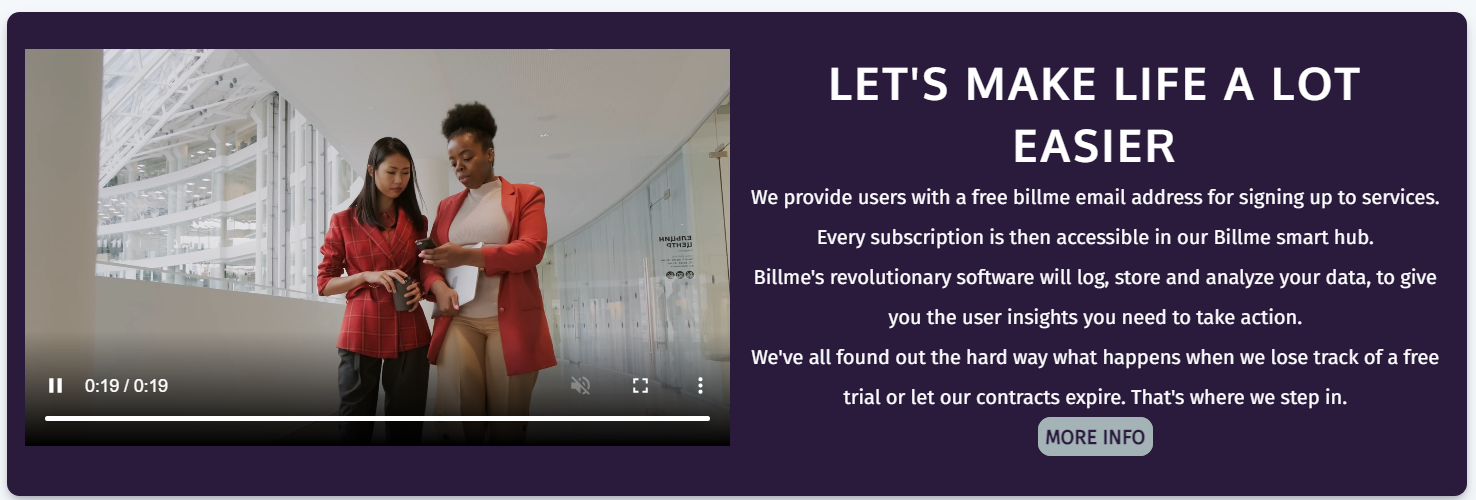 LET'S MAKE LIFE A LOT
EASIER
We provide users with a free billme email address for signing up to services.
Every subscription is then accessible in our Billme smart hub.
Billme's revolutionary software will log, store and analyze your data, to give
you the user insights you need to take action.
We've all found out the hard way what happens when we lose track of a free
trial or let our contracts expire. That's where we step in.
MORE INFO
ЕЛЬЦИН
ЦЕНТР
0:19 / 0:19